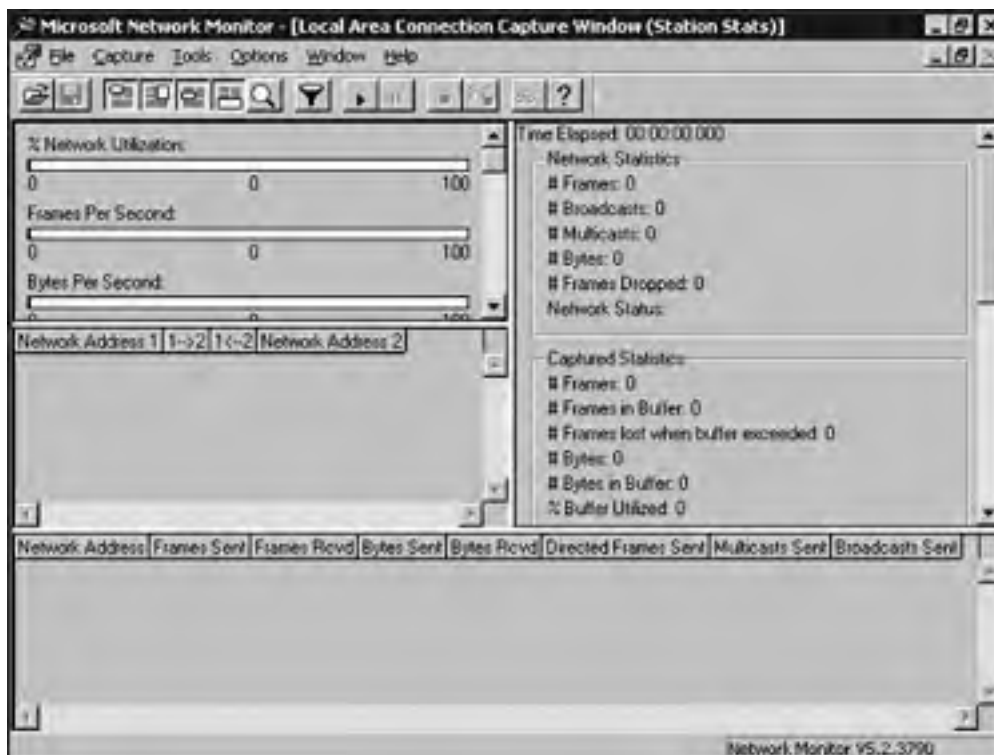 Microsoft Network Monitor - [Local Area Connection Capture Window (Station Stats)]
File Capture Tools Options Window Help
% Network Utilization:
0 0 100
Frames Per Second:
0 0 100
Bytes Per Second:
0 0 100
Network Address 1 1-->2 1<--2 Network Address 2
Time Elapsed: 00:00:00.000
Network Statistics
# Frames: 0
# Broadcasts: 0
# Multicasts: 0
# Bytes: 0
# Frames Dropped: 0
Network Status:
Captured Statistics
# Frames: 0
# Frames in Buffer: 0
# Frames lost when buffer exceeded: 0
# Bytes: 0
# Bytes in Buffer: 0
% Buffer Utilized: 0
Network Address Frames Sent Frames Rcvd Bytes Sent Bytes Rcvd Directed Frames Sent Multicasts Sent Broadcasts Sent
Network Monitor V5.2.3790